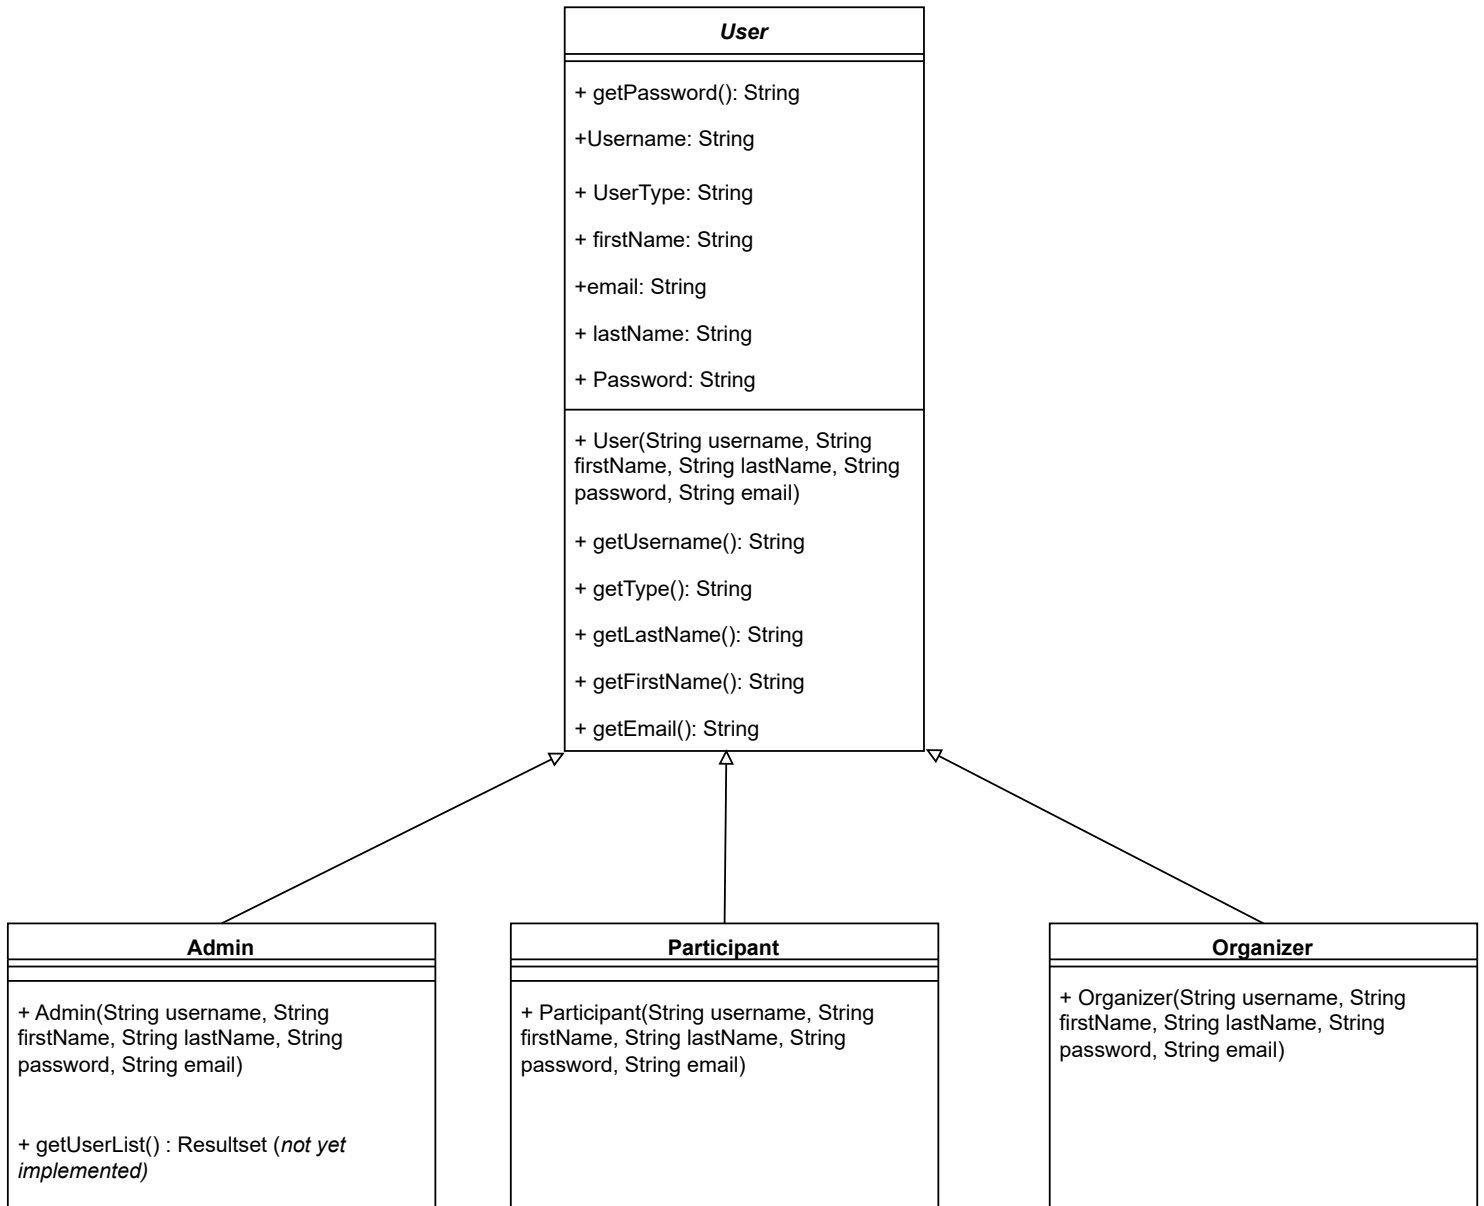 User
+ getPassword(): String
+Username: String
+ UserType: String
+ firstName: String
+email: String
+ lastName: String
+ Password: String
+ User(String username, String
firstName, String lastName, String
password, String email)
+ getUsername(): String
+ getType(): String
+ getLastName(): String
+ getFirstName(): String
+ getEmail(): String
Admin
+ Admin(String username, String
firstName, String lastName, String
password, String email)
+ getUserList() : Resultset (not yet
implemented)
Participant
+ Participant(String username, String
firstName, String lastName, String
password, String email)
Organizer
+ Organizer(String username, String
firstName, String lastName, String
password, String email)